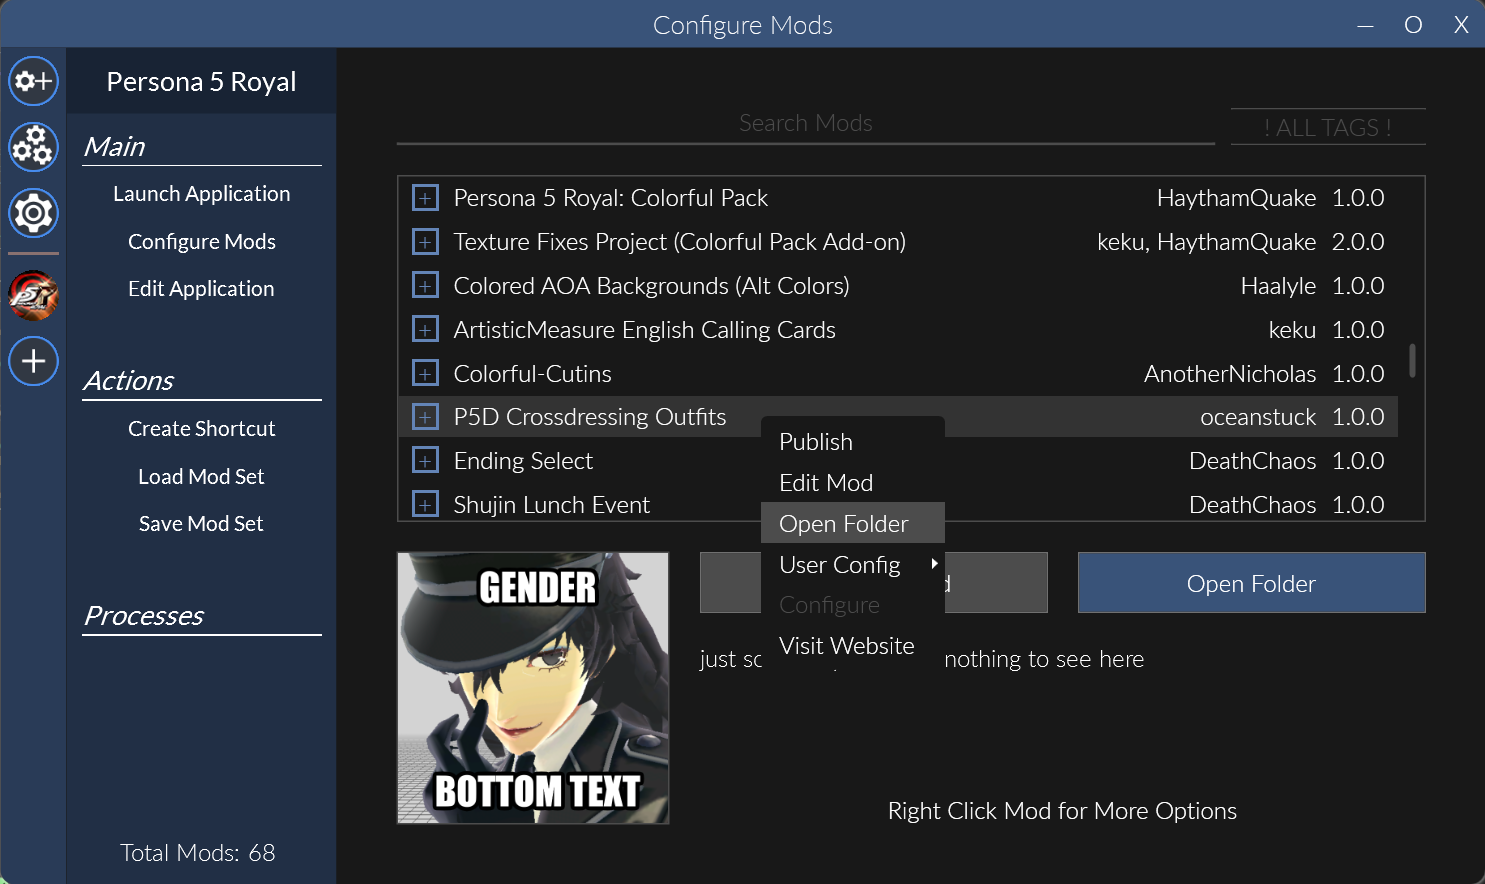 Configure Mods
Persona 5 Royal
Main
Launch Application
Configure Mods
Edit Application
Actions
Create Shortcut
Load Mod Set
Save Mod Set
Processes
Total Mods: 68
Search Mods
! ALL TAGS !
Persona 5 Royal: Colorful Pack HaythamQuake 1.0.0
Texture Fixes Project (Colorful Pack Add-on) keku, HaythamQuake 2.0.0
Colored AOA Backgrounds (Alt Colors) Haalyle 1.0.0
ArtisticMeasure English Calling Cards keku 1.0.0
Colorful-Cutins AnotherNicholas 1.0.0
P5D Crossdressing Outfits oceanstuck 1.0.0
Ending Select DeathChaos 1.0.0
Shujin Lunch Event DeathChaos 1.0.0
Publish
Edit Mod
Open Folder
User Config
Configure
Visit Website
Open Folder
just nothing to see here
GENDER
BOTTOM TEXT
Right Click Mod for More Options